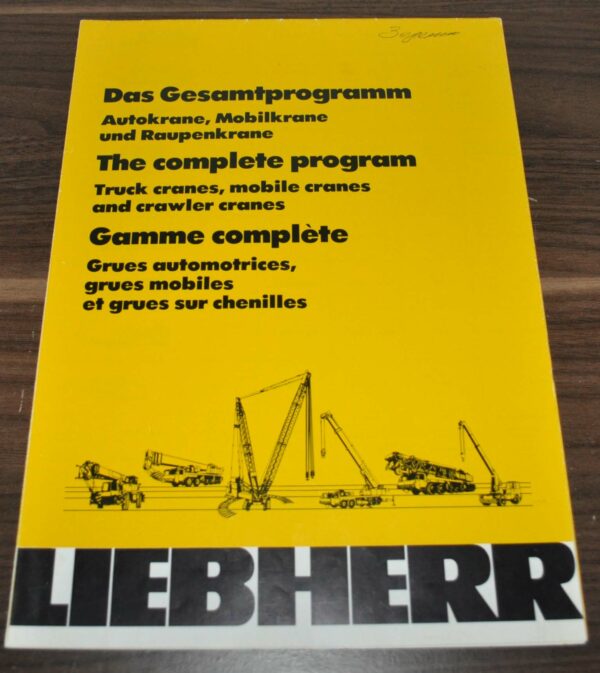 Das Gesamtprogramm
Autokrane, Mobilkrane
und Raupenkrane
The complete program
Truck cranes, mobile cranes
and crawler cranes
Gamme complète
Grues automotrices,
grues mobiles
et grues sur chenilles
LIEBHERR